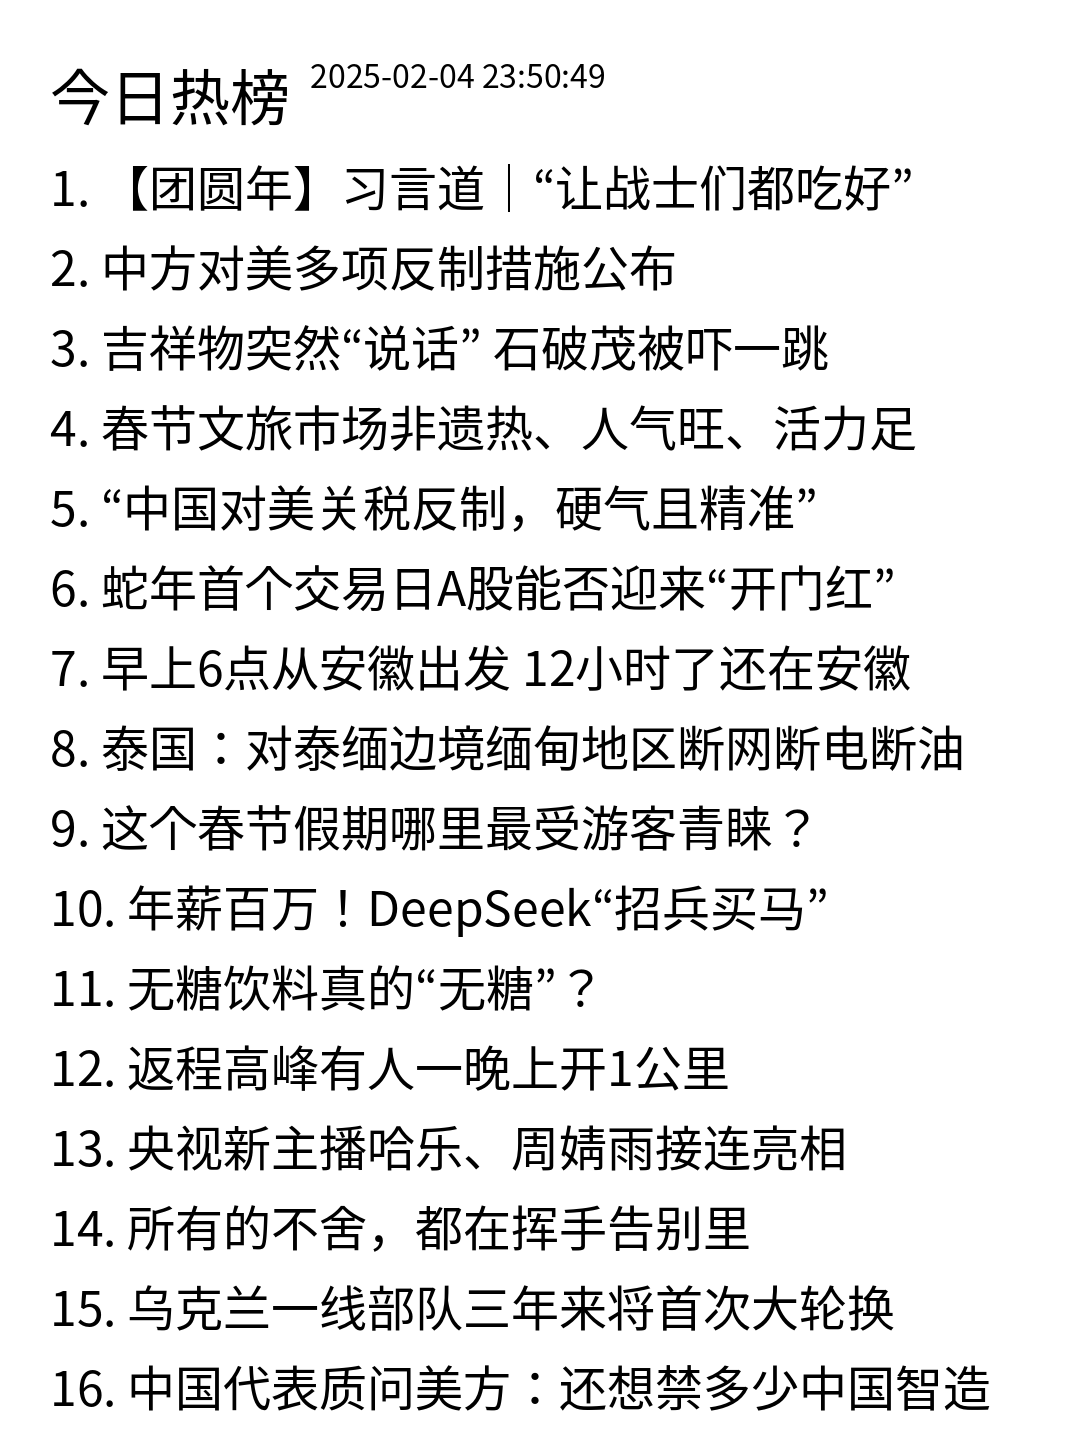 今日热榜 2025-02-04 23:50:49
1. 【团圆年】习言道｜“让战士们都吃好”
2. 中方对美多项反制措施公布
3. 吉祥物突然“说话” 石破茂被吓一跳
4. 春节文旅市场非遗热、人气旺、活力足
5. “中国对美关税反制，硬气且精准”
6. 蛇年首个交易日A股能否迎来“开门红”
7. 早上6点从安徽出发 12小时了还在安徽
8. 泰国：对泰缅边境缅甸地区断网断电断油
9. 这个春节假期哪里最受游客青睐？
10. 年薪百万！DeepSeek“招兵买马”
11. 无糖饮料真的“无糖”？
12. 返程高峰有人一晚上开1公里
13. 央视新主播哈乐、周婧雨接连亮相
14. 所有的不舍，都在挥手告别里
15. 乌克兰一线部队三年来将首次大轮换
16. 中国代表质问美方：还想禁多少中国智造